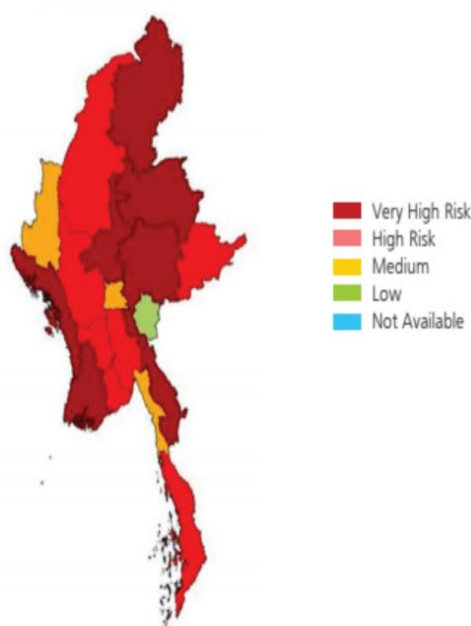 Very High Risk
High Risk
Medium
Low
Not Available